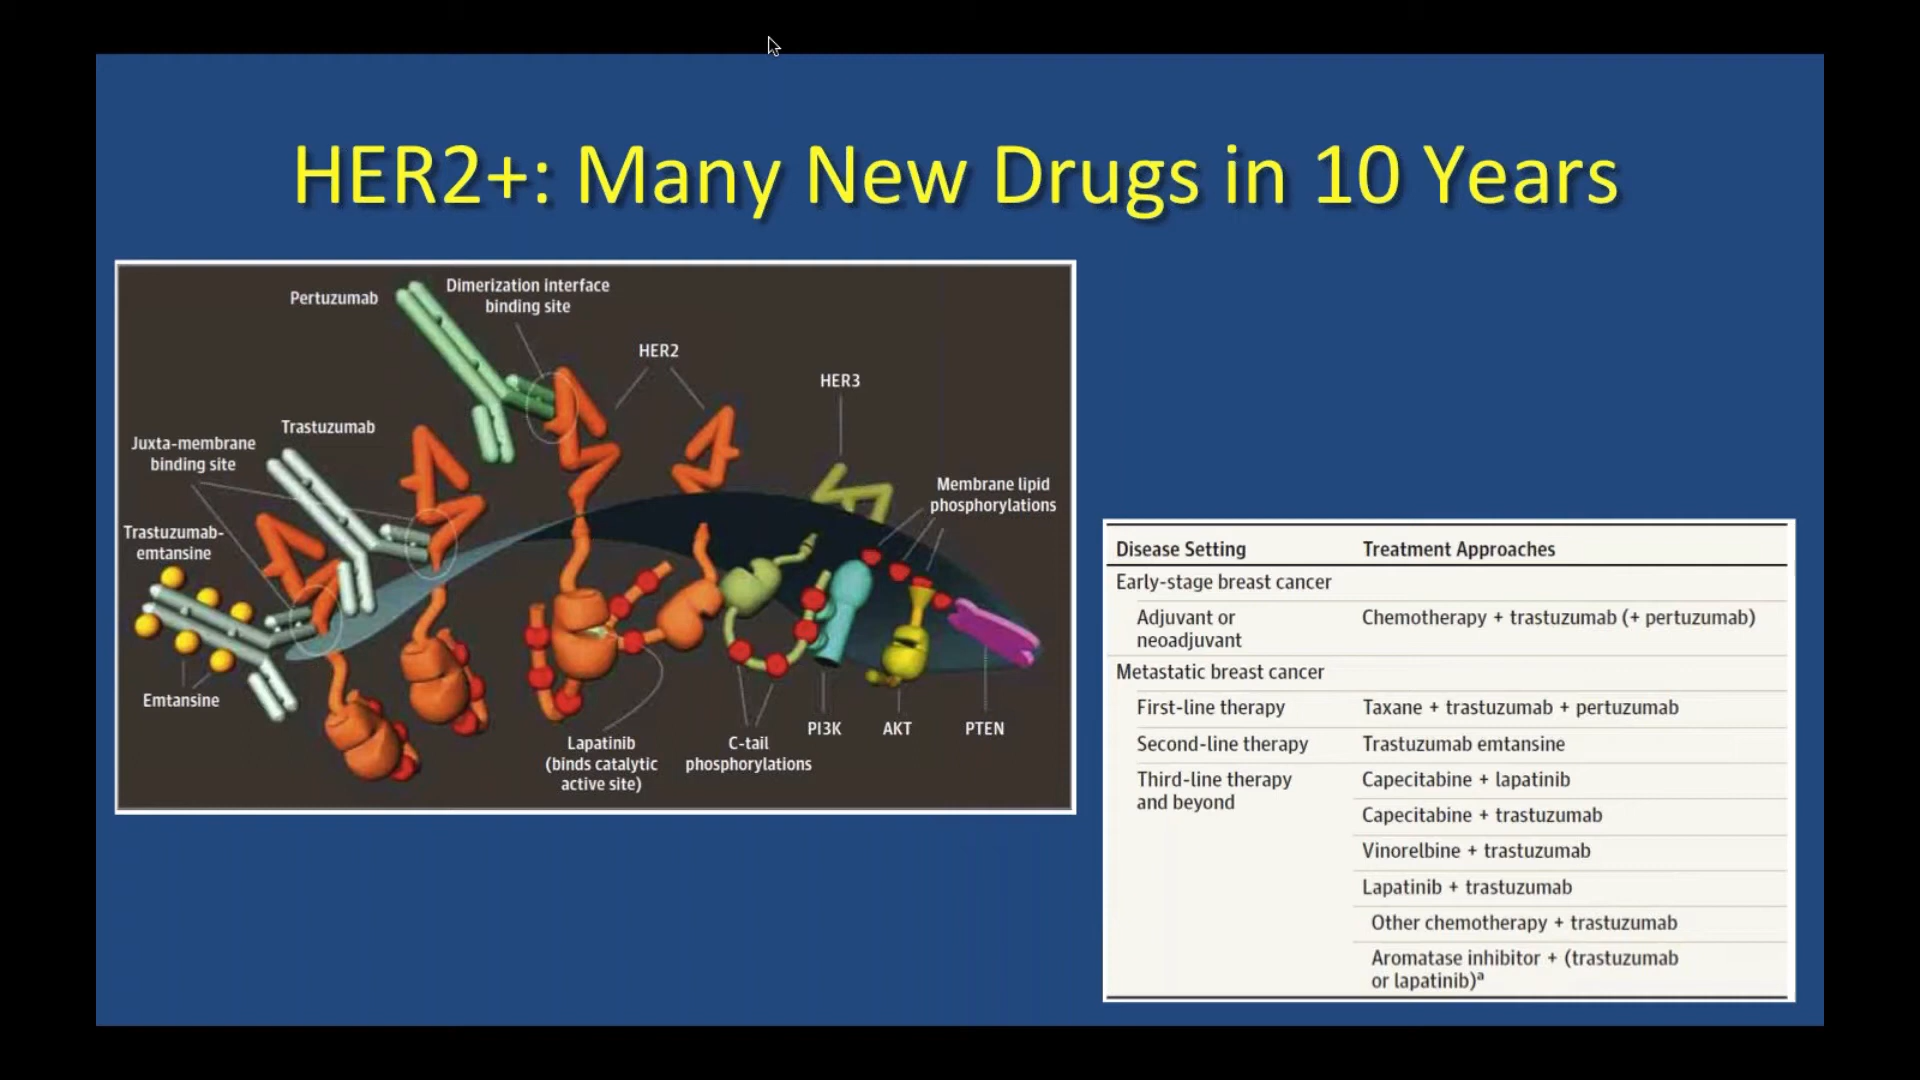 HER2+: Many New Drugs in 10 Years
Pertuzumab
Dimerization interface
binding site
HER2
HER3
Trastuzumab
Juxta-membrane
binding site
Membrane lipid
phosphorylations
Trastuzumab-
emtansine
Emtansine
Lapatinib
(binds catalytic
active site)
C-tail
phosphorylations
PI3K
AKT
PTEN
Disease Setting Treatment Approaches
Early-stage breast cancer
Adjuvant or
neoadjuvant
Chemotherapy + trastuzumab (+ pertuzumab)
Metastatic breast cancer
First-line therapy Taxane + trastuzumab + pertuzumab
Second-line therapy Trastuzumab emtansine
Third-line therapy
and beyond
Capecitabine + lapatinib
Capecitabine + trastuzumab
Vinorelbine + trastuzumab
Lapatinib + trastuzumab
Other chemotherapy + trastuzumab
Aromatase inhibitor + (trastuzumab
or lapatinib)ª